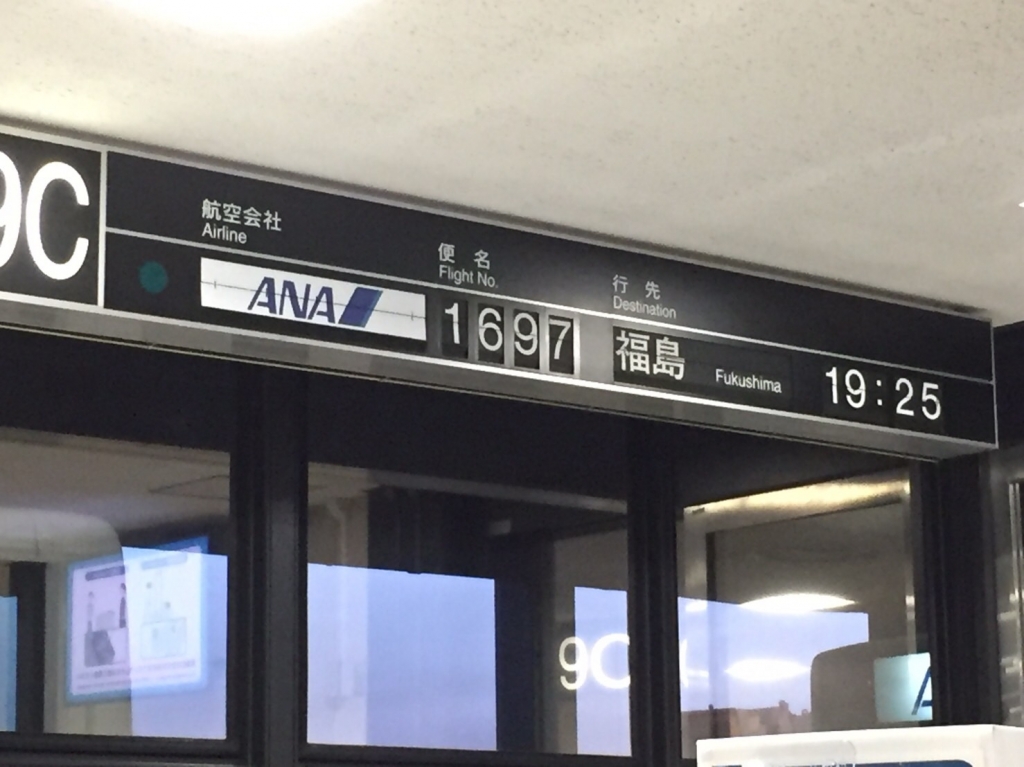 9C
航空会社
Airline
ANA
便名
Flight No.
1697
行先
Destination
福島 Fukushima
19:25
9C
A